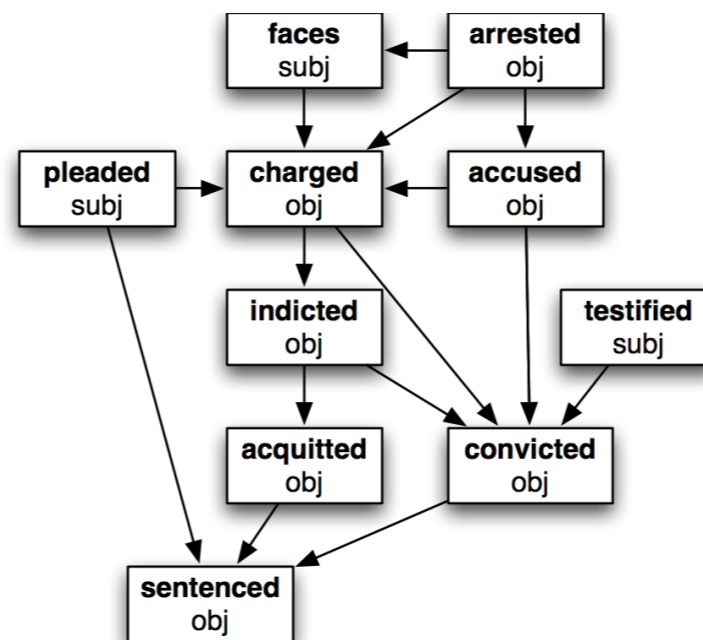 faces
subj
arrested
obj
pleaded
subj
charged
obj
accused
obj
indicted
obj
testified
subj
acquitted
obj
convicted
obj
sentenced
obj